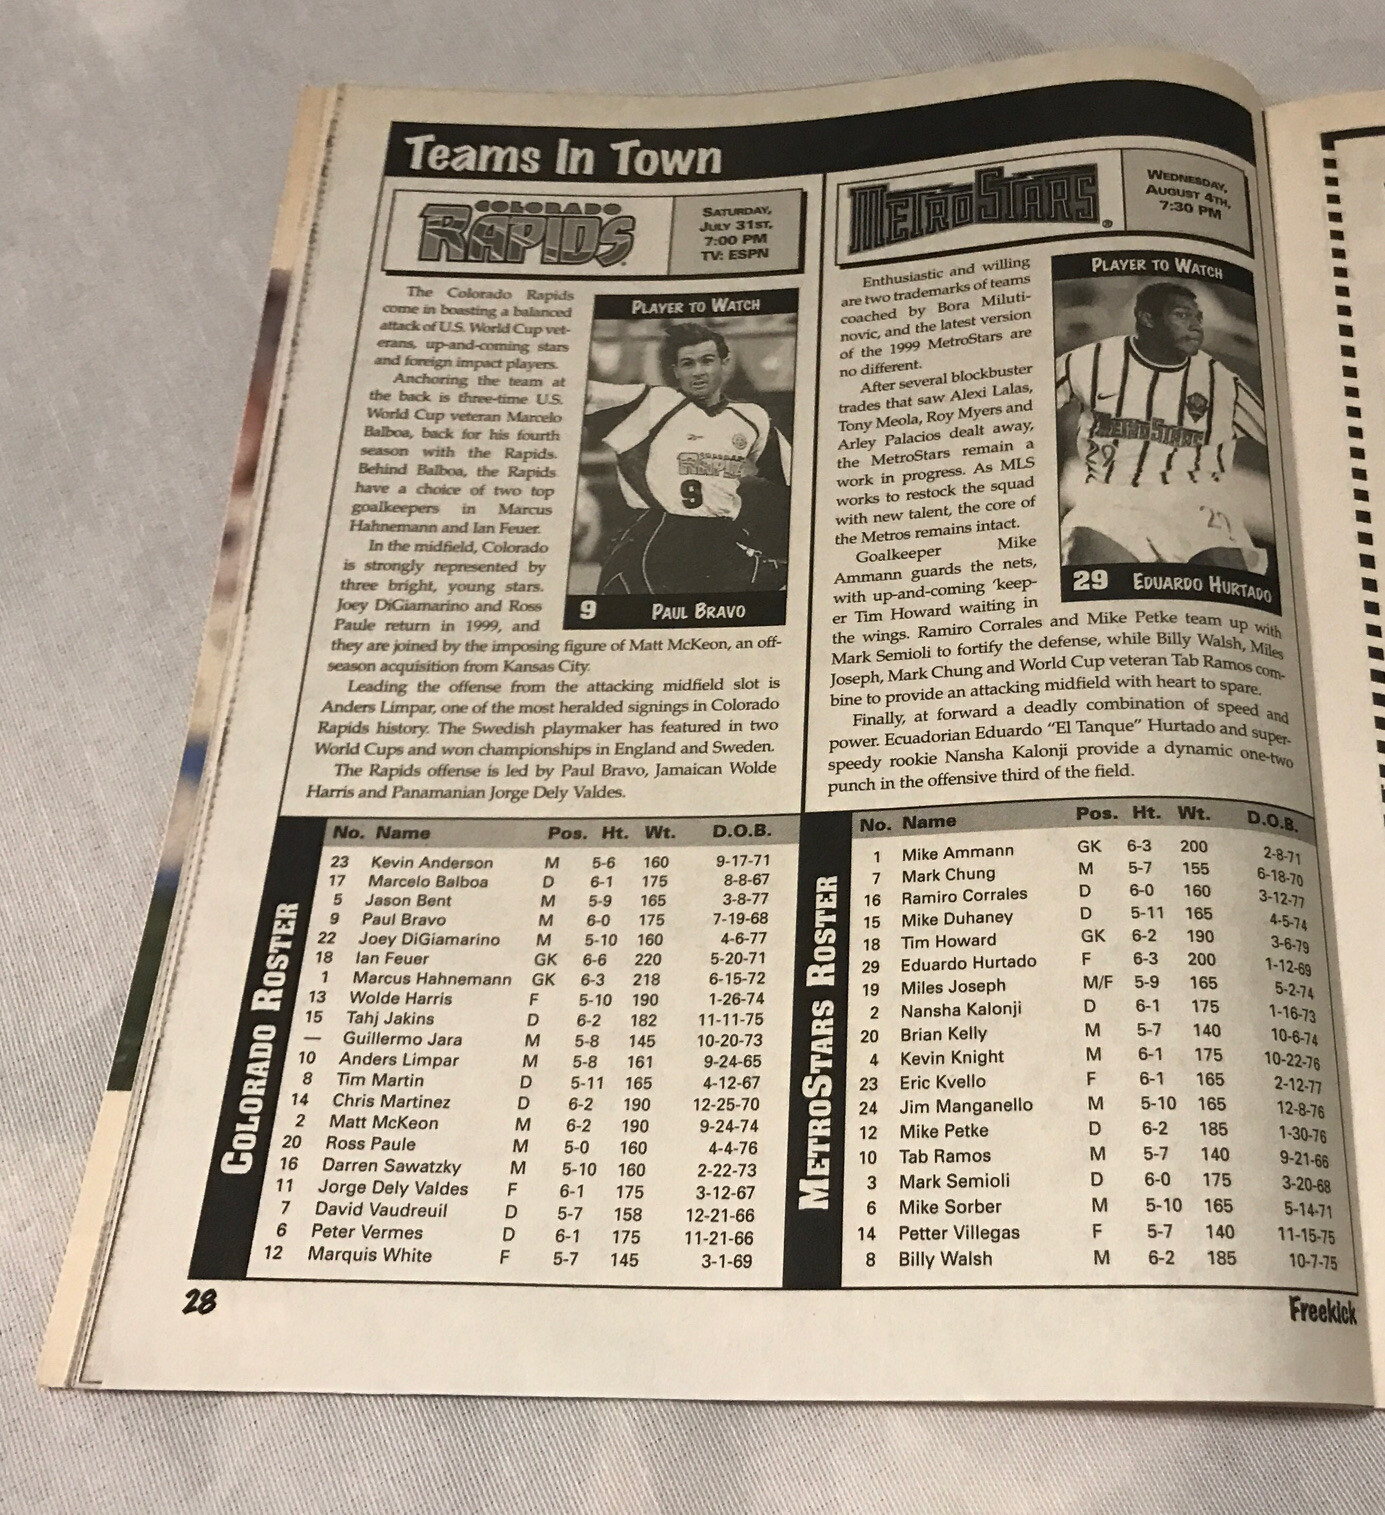 Teams In Town
COLORADO
RAPIDS
SATURDAY,
JULY 31ST,
7:00 PM
TV: ESPN
The Colorado Rapids
come in boasting a balanced
attack of U.S. World Cup vet-
erans, up-and-coming stars
and foreign impact players.
Anchoring the team at
the back is three-time U.S.
World Cup veteran Marcelo
Balboa, back for his fourth
season with the Rapids.
Behind Balboa, the Rapids
have a choice of two top
goalkeepers in Marcus
Hahnemann and Ian Feuer.
In the midfield, Colorado
is strongly represented by
three bright, young stars.
Joey DiGiamarino and Ross
Paule return in 1999, and
they are joined by the imposing figure of Matt McKeon, an off-
season acquisition from Kansas City.
Leading the offense from the attacking midfield slot is
Anders Limpar, one of the most heralded signings in Colorado
Rapids history. The Swedish playmaker has featured in two
World Cups and won championships in England and Sweden.
The Rapids offense is led by Paul Bravo, Jamaican Wolde
Harris and Panamanian Jorge Dely Valdes.
PLAYER TO WATCH
RAPIDS
9
9 PAUL BRAVO
COLORADO ROSTER
No. Name Pos. Ht. Wt. D.O.B.
23 Kevin Anderson M 5-6 160 9-17-71
17 Marcelo Balboa D 6-1 175 8-8-67
5 Jason Bent M 5-9 165 3-8-77
9 Paul Bravo M 6-0 175 7-19-68
22 Joey DiGiamarino M 5-10 160 4-6-77
18 Ian Feuer GK 6-6 220 5-20-71
1 Marcus Hahnemann GK 6-3 218 6-15-72
13 Wolde Harris F 5-10 190 1-26-74
15 Tahj Jakins D 6-2 182 11-11-75
— Guillermo Jara M 5-8 145 10-20-73
10 Anders Limpar M 5-8 161 9-24-65
8 Tim Martin D 5-11 165 4-12-67
14 Chris Martinez D 6-2 190 12-25-70
2 Matt McKeon M 6-2 190 9-24-74
20 Ross Paule M 5-0 160 4-4-76
16 Darren Sawatzky M 5-10 160 2-22-73
11 Jorge Dely Valdes F 6-1 175 3-12-67
7 David Vaudreuil D 5-7 158 12-21-66
6 Peter Vermes D 6-1 175 11-21-66
12 Marquis White F 5-7 145 3-1-69
METROSTARS®
WEDNESDAY,
AUGUST 4TH,
7:30 PM
Enthusiastic and willing
are two trademarks of teams
coached by Bora Miluti-
novic, and the latest version
of the 1999 MetroStars are
no different.
After several blockbuster
trades that saw Alexi Lalas,
Tony Meola, Roy Myers and
Arley Palacios dealt away,
the MetroStars remain a
work in progress. As MLS
works to restock the squad
with new talent, the core of
the Metros remains intact.
Goalkeeper Mike
Ammann guards the nets,
with up-and-coming 'keep-
er Tim Howard waiting in
the wings. Ramiro Corrales and Mike Petke team up with
Mark Semioli to fortify the defense, while Billy Walsh, Miles
Joseph, Mark Chung and World Cup veteran Tab Ramos com-
bine to provide an attacking midfield with heart to spare.
Finally, at forward a deadly combination of speed and
power. Ecuadorian Eduardo "El Tanque" Hurtado and super-
speedy rookie Nansha Kalonji provide a dynamic one-two
punch in the offensive third of the field.
PLAYER TO WATCH
METROSTARS
29
29
29 EDUARDO HURTADO
METROSTARS ROSTER
No. Name Pos. Ht. Wt. D.O.B.
1 Mike Ammann GK 6-3 200 2-8-71
7 Mark Chung M 5-7 155 6-18-70
16 Ramiro Corrales D 6-0 160 3-12-77
15 Mike Duhaney D 5-11 165 4-5-74
18 Tim Howard GK 6-2 190 3-6-79
29 Eduardo Hurtado F 6-3 200 1-12-69
19 Miles Joseph M/F 5-9 165 5-2-74
2 Nansha Kalonji D 6-1 175 1-16-73
20 Brian Kelly M 5-7 140 10-6-74
4 Kevin Knight M 6-1 175 10-22-76
23 Eric Kvello F 6-1 165 2-12-77
24 Jim Manganello M 5-10 165 12-8-76
12 Mike Petke D 6-2 185 1-30-76
10 Tab Ramos M 5-7 140 9-21-66
3 Mark Semioli D 6-0 175 3-20-68
6 Mike Sorber M 5-10 165 5-14-71
14 Petter Villegas F 5-7 140 11-15-75
8 Billy Walsh M 6-2 185 10-7-75
28
Freekick